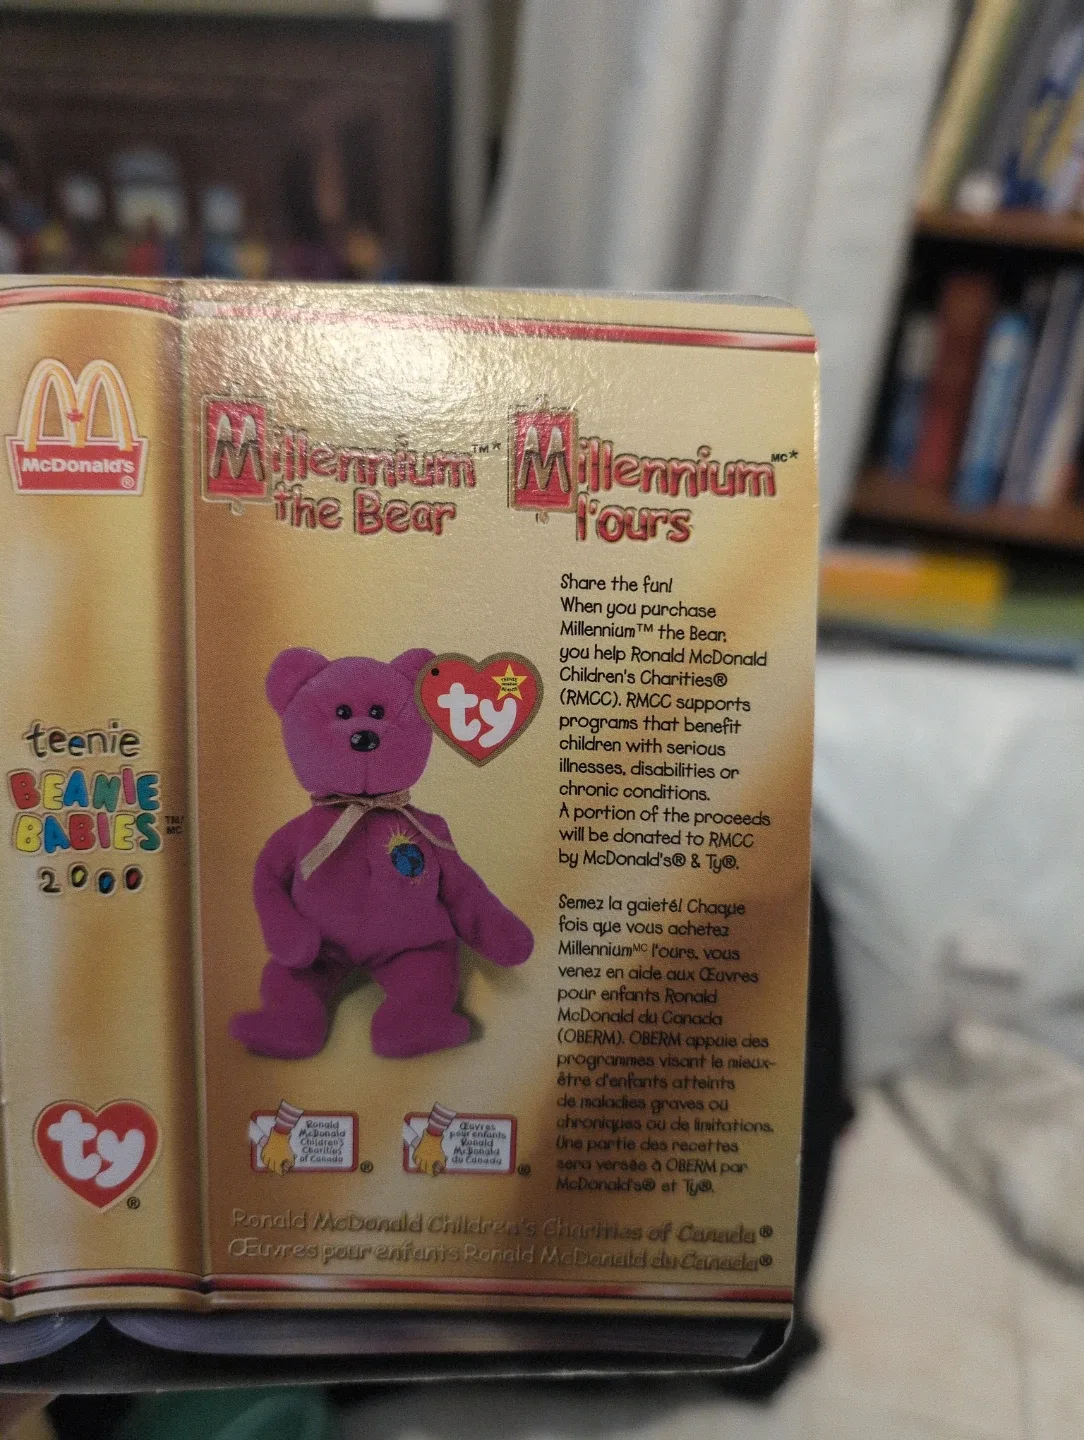 McDonald's®
teenie
BEANIE
BABIES TM/MC
2000
ty®
Millennium™* 
the Bear
Millennium MC*
l'ours
ty
Share the fun!
When you purchase
Millennium™ the Bear,
you help Ronald McDonald
Children's Charities®
(RMCC). RMCC supports
programs that benefit
children with serious
illnesses, disabilities or
chronic conditions.
A portion of the proceeds
will be donated to RMCC
by McDonald's® & Ty®.
Semez la gaieté! Chaque
fois que vous achetez
Millennium MC l'ours, vous
venez en aide aux Œuvres
pour enfants Ronald
McDonald du Canada
(OBERM). OBERM appuie des
programmes visant le mieux-
être d'enfants atteints
de maladies graves ou
chroniques ou de limitations.
Une partie des recettes
sera versée à OBERM par
McDonald's® et Ty®.
Ronald
McDonald
Children's
Charities
of Canada®
Œuvres
pour enfants
Ronald
McDonald
du Canada®
Ronald McDonald Children's Charities of Canada®
Œuvres pour enfants Ronald McDonald du Canada®